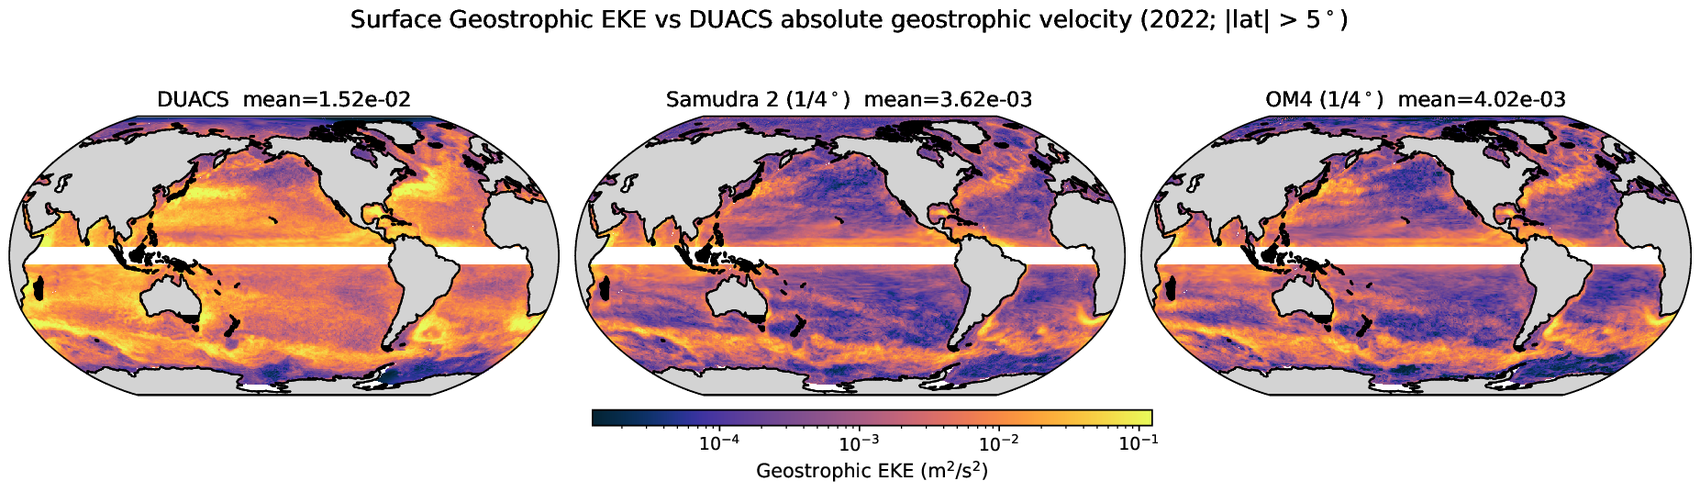 Surface Geostrophic EKE vs DUACS absolute geostrophic velocity (2022; |lat| > 5°)
DUACS mean=1.52e-02
Samudra 2 (1/4°) mean=3.62e-03
OM4 (1/4°) mean=4.02e-03
10⁻⁴ 10⁻³ 10⁻² 10⁻¹
Geostrophic EKE (m²/s²)